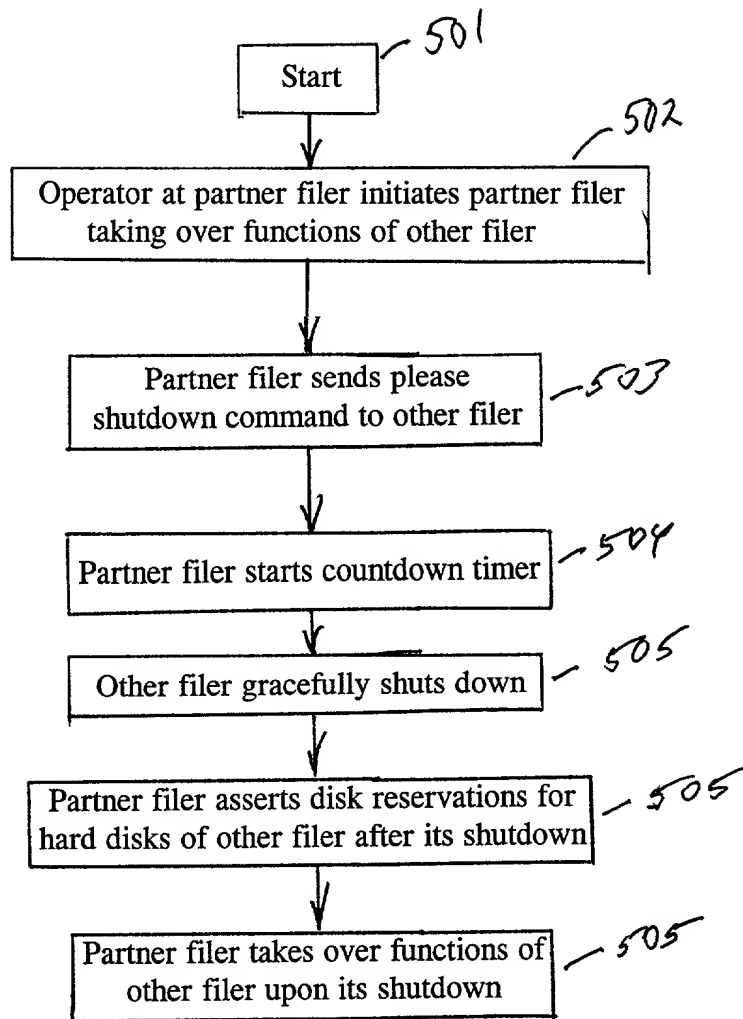 501
Start
502
Operator at partner filer initiates partner filer
taking over functions of other filer
Partner filer sends please
shutdown command to other filer
503
Partner filer starts countdown timer
504
Other filer gracefully shuts down
505
Partner filer asserts disk reservations for
hard disks of other filer after its shutdown
505
Partner filer takes over functions of
other filer upon its shutdown
505